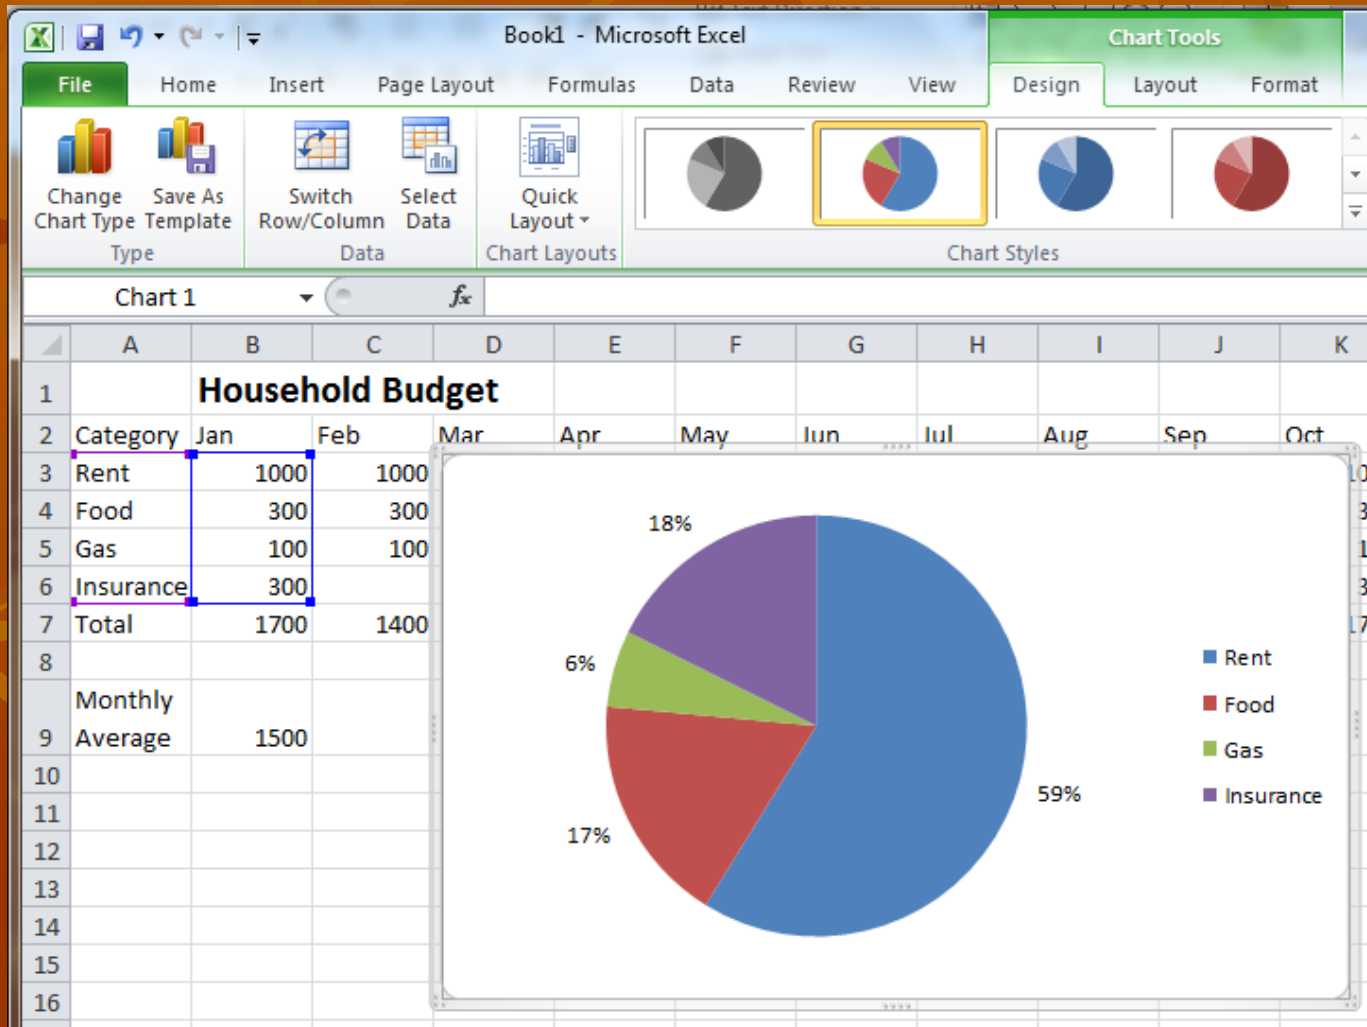 Book1 - Microsoft Excel
Chart Tools
File Home Insert Page Layout Formulas Data Review View Design Layout Format
Change Chart Type
Save As Template
Switch Row/Column
Select Data
Quick Layout
Type
Data
Chart Layouts
Chart Styles
Chart 1 fx
A B C D E F G H I J K
1 Household Budget
2 Category Jan Feb Mar Apr May Jun Jul Aug Sep Oct
3 Rent 1000 1000
4 Food 300 300
5 Gas 100 100
6 Insurance 300
7 Total 1700 1400
8
Monthly
9 Average 1500
10
11
12
13
14
15
16
18%
6%
17%
59%
Rent
Food
Gas
Insurance